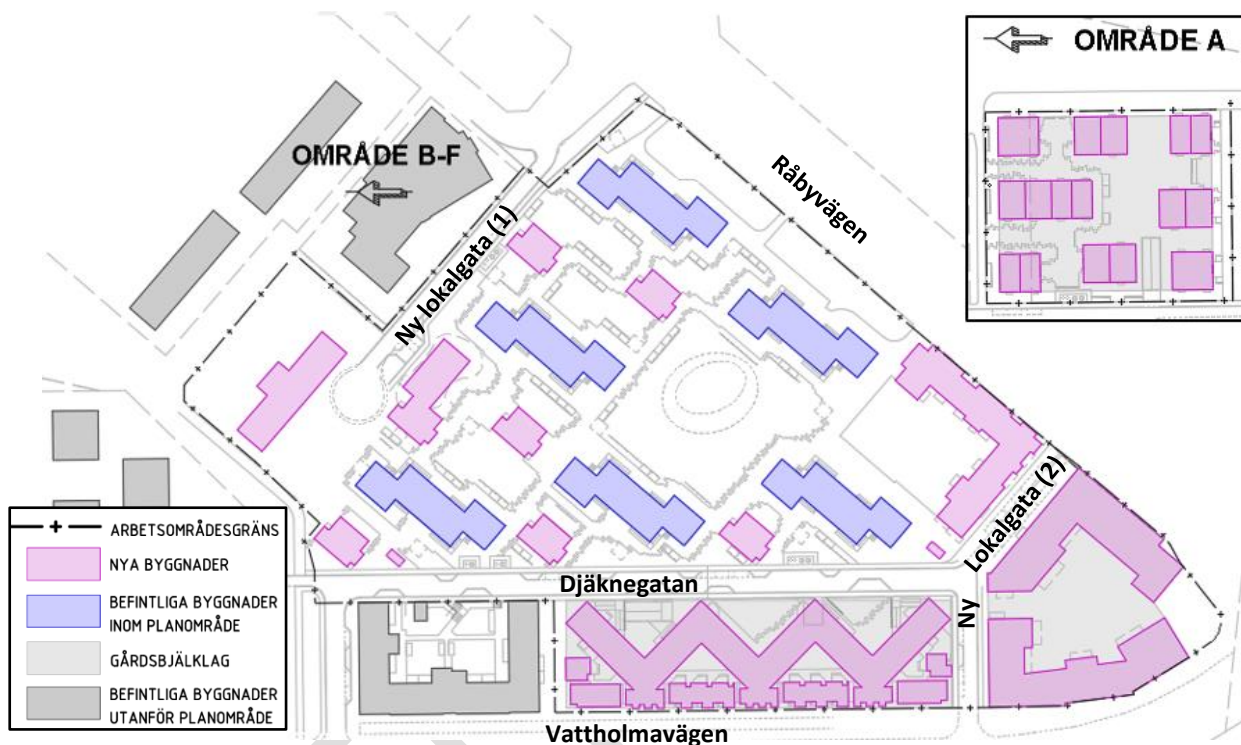 OMRÅDE A
OMRÅDE B-F
Råbyvägen
Ny lokalgata (1)
Ny Lokalgata (2)
Djäknegatan
Vattholmavägen
ARBETSOMRÅDESGRÄNS
NYA BYGGNADER
BEFINTLIGA BYGGNADER
INOM PLANOMRÅDE
GÅRDSBJÄLKLAG
BEFINTLIGA BYGGNADER
UTANFÖR PLANOMRÅDE